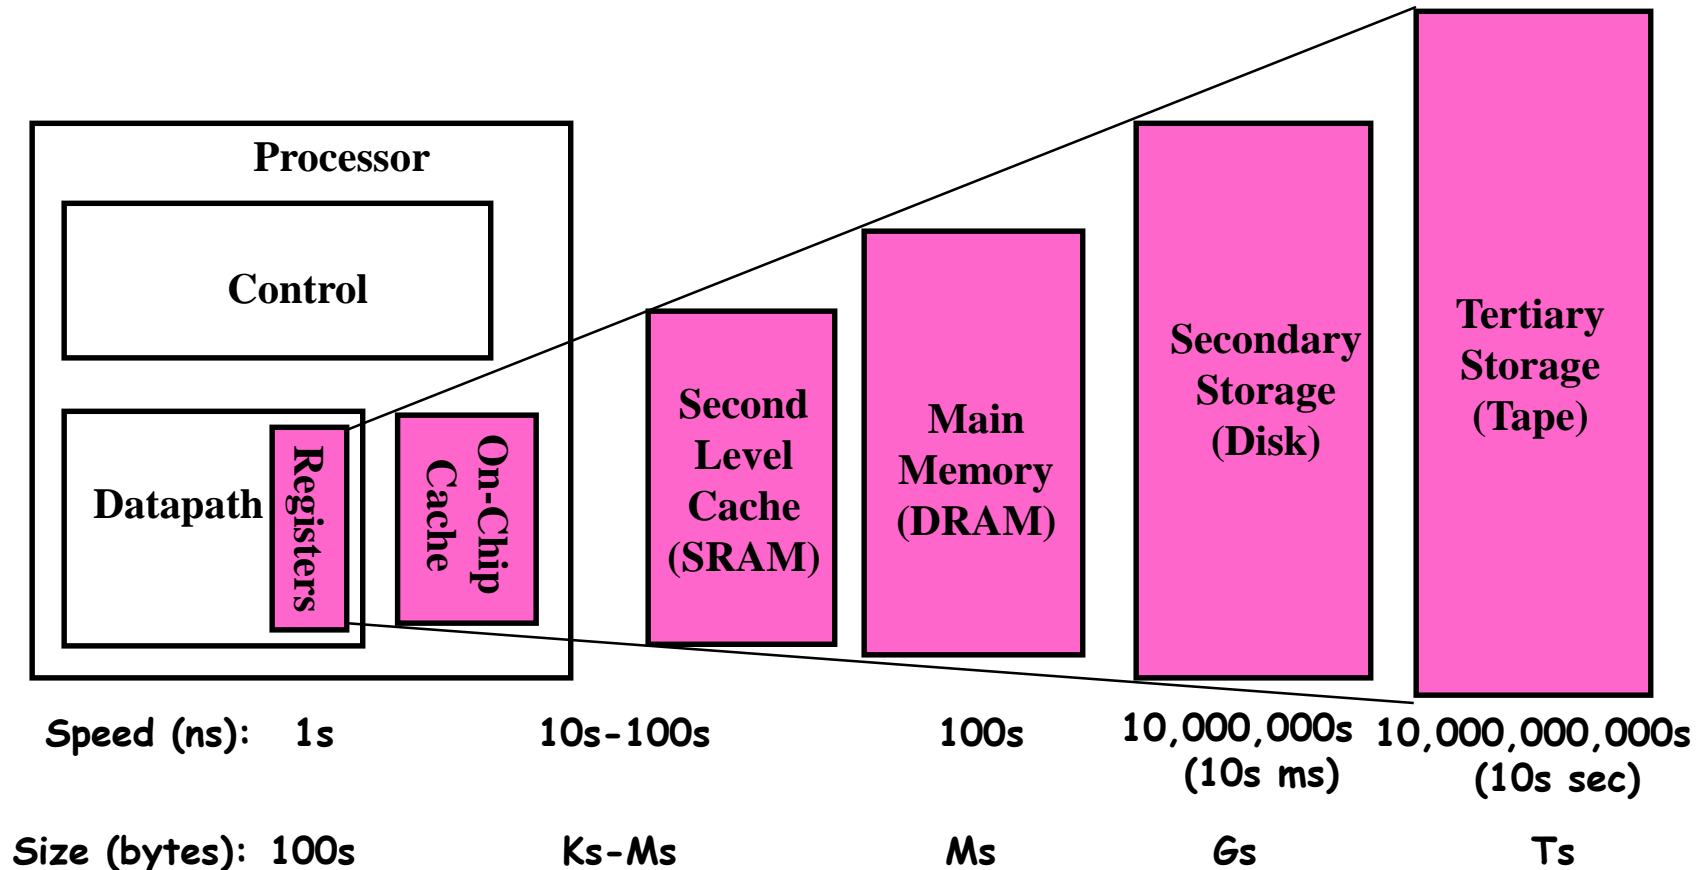 Processor
Control
Datapath
Registers
On-Chip
Cache
Second
Level
Cache
(SRAM)
Main
Memory
(DRAM)
Secondary
Storage
(Disk)
Tertiary
Storage
(Tape)
Speed (ns): 1s 10s-100s 100s 10,000,000s 10,000,000,000s
(10s ms) (10s sec)
Size (bytes): 100s Ks-Ms Ms Gs Ts